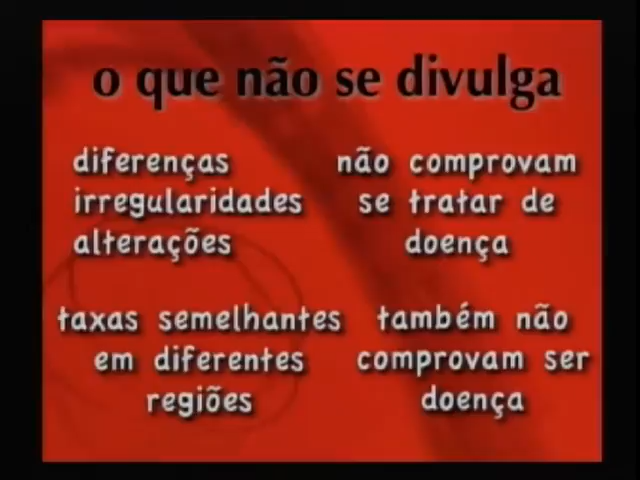 o que não se divulga
diferenças
irregularidades
alterações
não comprovam
se tratar de
doença
taxas semelhantes
em diferentes
regiões
também não
comprovam ser
doença